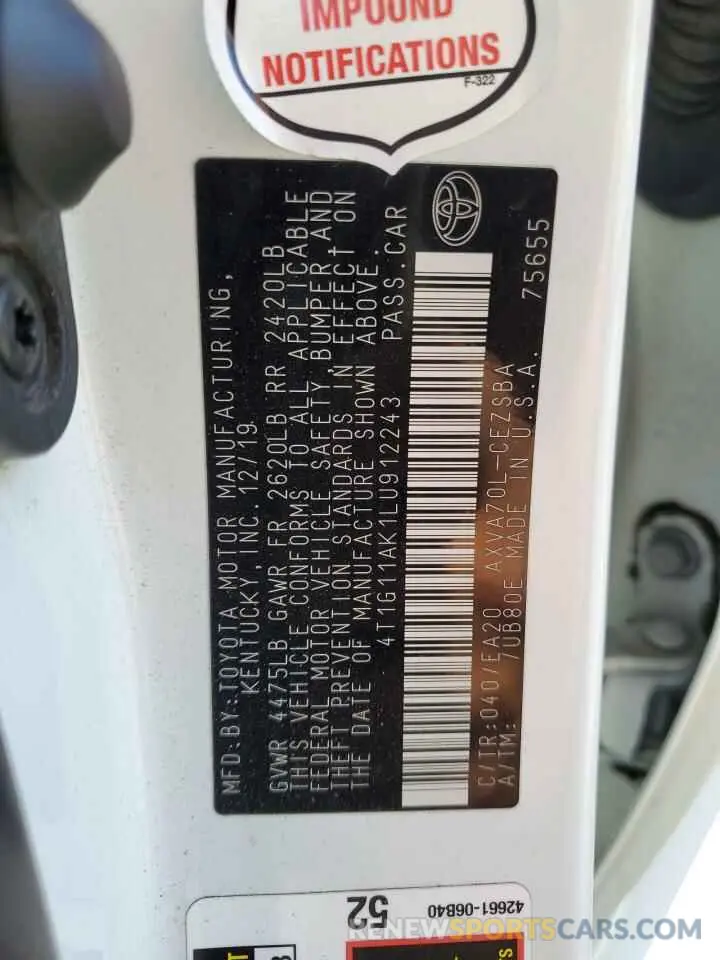 IMPOUND
NOTIFICATIONS
F-322
MFD. BY: TOYOTA MOTOR MANUFACTURING,
KENTUCKY, INC. 12/19
GVWR 4475LB GAWR FR 2620LB RR 2420LB
THIS VEHICLE CONFORMS TO ALL APPLICABLE
FEDERAL MOTOR VEHICLE SAFETY, BUMPER AND
THEFT PREVENTION STANDARDS IN EFFECT ON
THE DATE OF MANUFACTURE SHOWN ABOVE.
4T1G11AK1LU912243 PASS. CAR
C/TR: 040/EA20 AXVA70L-CEZSBA 75655
A/TM: /UB80E MADE IN U.S.A.
52
42661-06B40
RENEWSPORTSCARS.COM